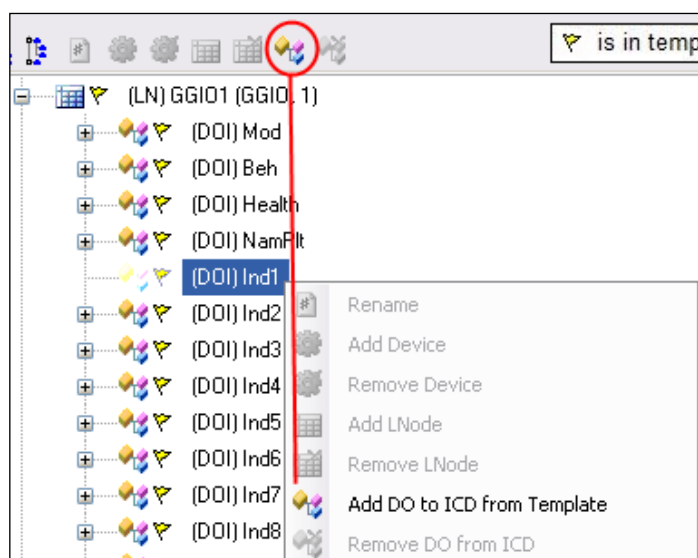 is in temp
(LN) GGIO1 (GGIO, 1)
(DOI) Mod
(DOI) Beh
(DOI) Health
(DOI) NamPlt
(DOI) Ind1
(DOI) Ind2
(DOI) Ind3
(DOI) Ind4
(DOI) Ind5
(DOI) Ind6
(DOI) Ind7
(DOI) Ind8
Rename
Add Device
Remove Device
Add LNode
Remove LNode
Add DO to ICD from Template
Remove DO from ICD